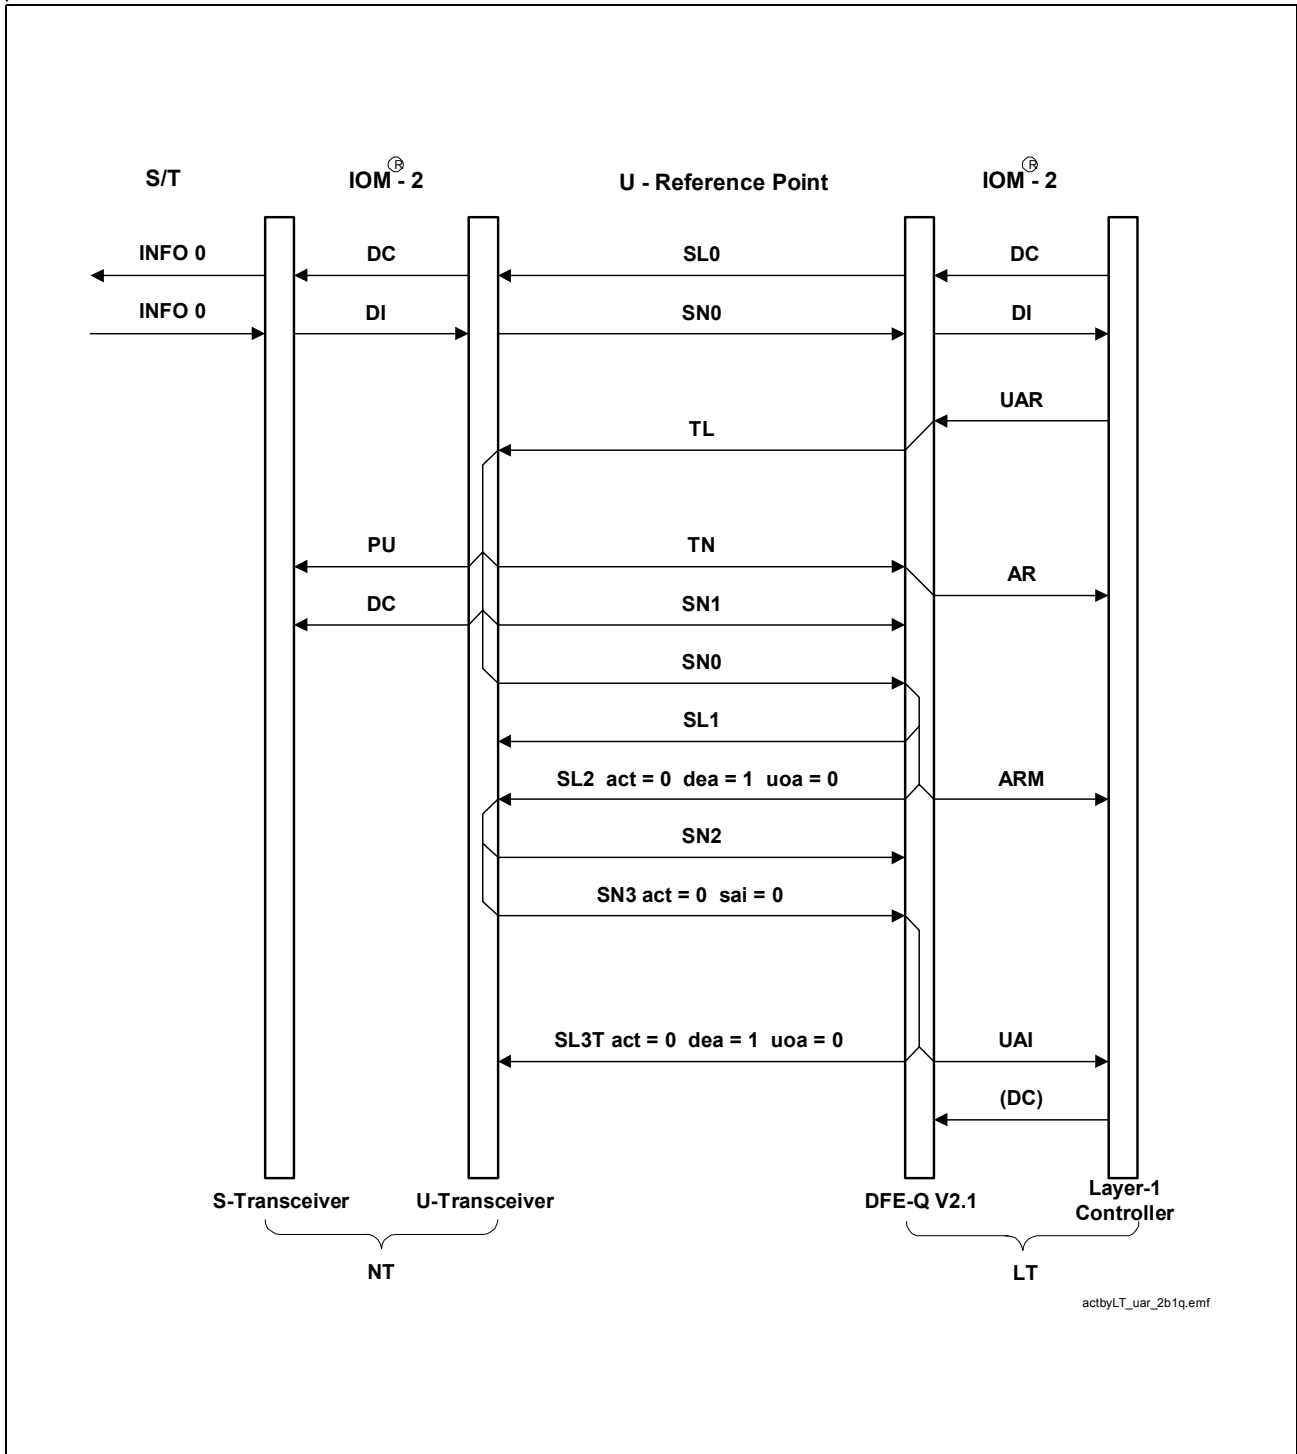 S/T IOM® - 2 U - Reference Point IOM® - 2
INFO 0 DC SL0 DC
INFO 0 DI SN0 DI
UAR
TL
PU TN
AR
DC SN1
SN0
SL1
SL2 act = 0 dea = 1 uoa = 0 ARM
SN2
SN3 act = 0 sai = 0
SL3T act = 0 dea = 1 uoa = 0 UAI
(DC)
S-Transceiver U-Transceiver DFE-Q V2.1 Layer-1
Controller
NT LT
actbyLT_uar_2b1q.emf